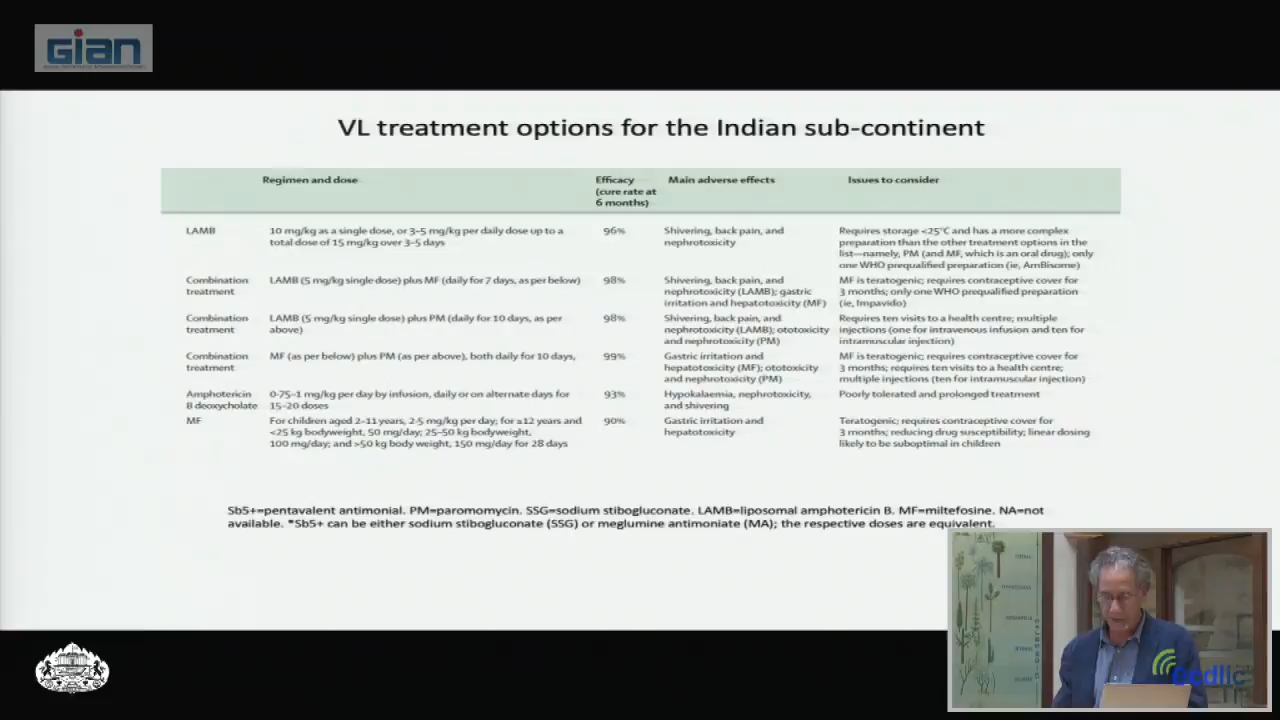 GIAN
VL treatment options for the Indian sub-continent
Regimen and dose
Efficacy
(cure rate at
6 months)
Main adverse effects
Issues to consider
LAMB
10 mg/kg as a single dose, or 3–5 mg/kg per daily dose up to a
total dose of 15 mg/kg over 3–5 days
96%
Shivering, back pain, and
nephrotoxicity
Requires storage <25°C and has a more complex
preparation than the other treatment options in the
list—namely, PM (and MF, which is an oral drug); only
one WHO prequalified preparation (ie, AmBisome)
Combination
treatment
LAMB (5 mg/kg single dose) plus MF (daily for 7 days, as per below)
98%
Shivering, back pain, and
nephrotoxicity (LAMB); gastric
irritation and hepatotoxicity (MF)
MF is teratogenic; requires contraceptive cover for
3 months; only one WHO prequalified preparation
(ie, Impavido)
Combination
treatment
LAMB (5 mg/kg single dose) plus PM (daily for 10 days, as per
above)
98%
Shivering, back pain, and
nephrotoxicity (LAMB); ototoxicity
and nephrotoxicity (PM)
Requires ten visits to a health centre; multiple
injections (one for intravenous infusion and ten for
intramuscular injection)
Combination
treatment
MF (as per below) plus PM (as per above), both daily for 10 days,
99%
Gastric irritation and
hepatotoxicity (MF); ototoxicity
and nephrotoxicity (PM)
MF is teratogenic; requires contraceptive cover for
3 months; requires ten visits to a health centre;
multiple injections (ten for intramuscular injection)
Amphotericin
B deoxycholate
0·75–1 mg/kg per day by infusion, daily or on alternate days for
15–20 doses
93%
Hypokalaemia, nephrotoxicity,
and shivering
Poorly tolerated and prolonged treatment
MF
For children aged 2–11 years, 2·5 mg/kg per day; for ≥12 years and
<25 kg bodyweight, 50 mg/day; 25–50 kg bodyweight,
100 mg/day; and >50 kg body weight, 150 mg/day for 28 days
90%
Gastric irritation and
hepatotoxicity
Teratogenic; requires contraceptive cover for
3 months; reducing drug susceptibility; linear dosing
likely to be suboptimal in children
Sb5+=pentavalent antimonial. PM=paromomycin. SSG=sodium stibogluconate. LAMB=liposomal amphotericin B. MF=miltefosine. NA=not
available. *Sb5+ can be either sodium stibogluconate (SSG) or meglumine antimoniate (MA); the respective doses are equivalent.